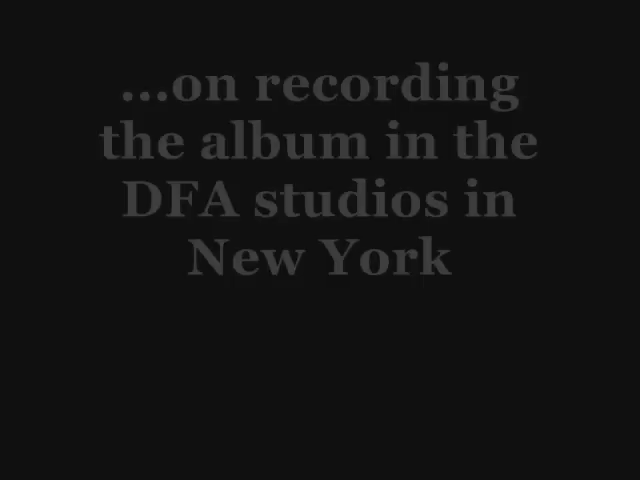 ...on recording
the album in the
DFA studios in
New York